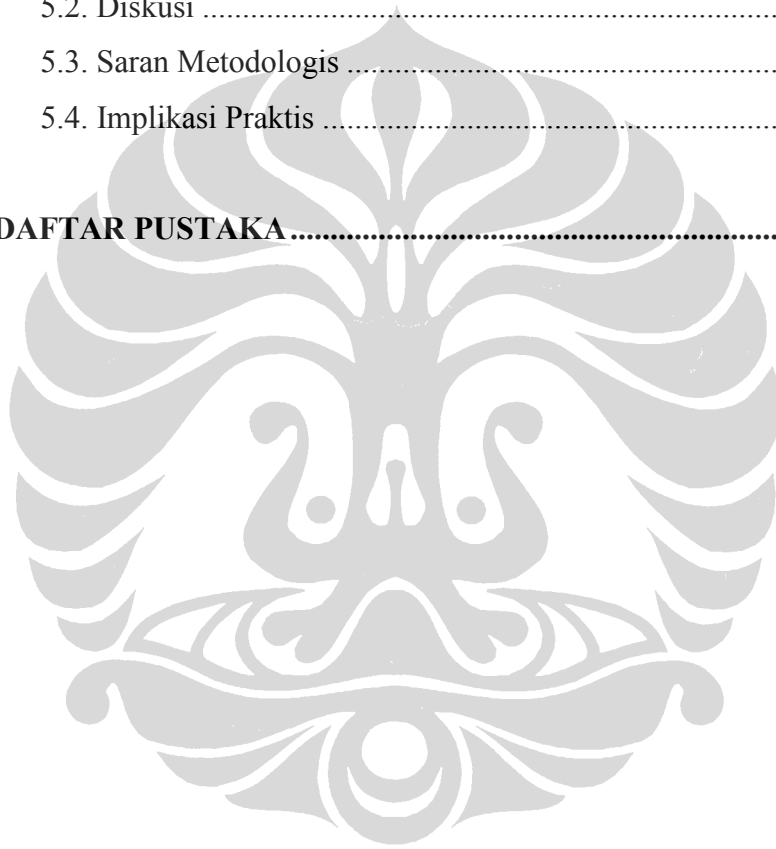 5.2. Diskusi ........................................................................
5.3. Saran Metodologis ......................................................
5.4. Implikasi Praktis .........................................................
DAFTAR PUSTAKA ............................................................